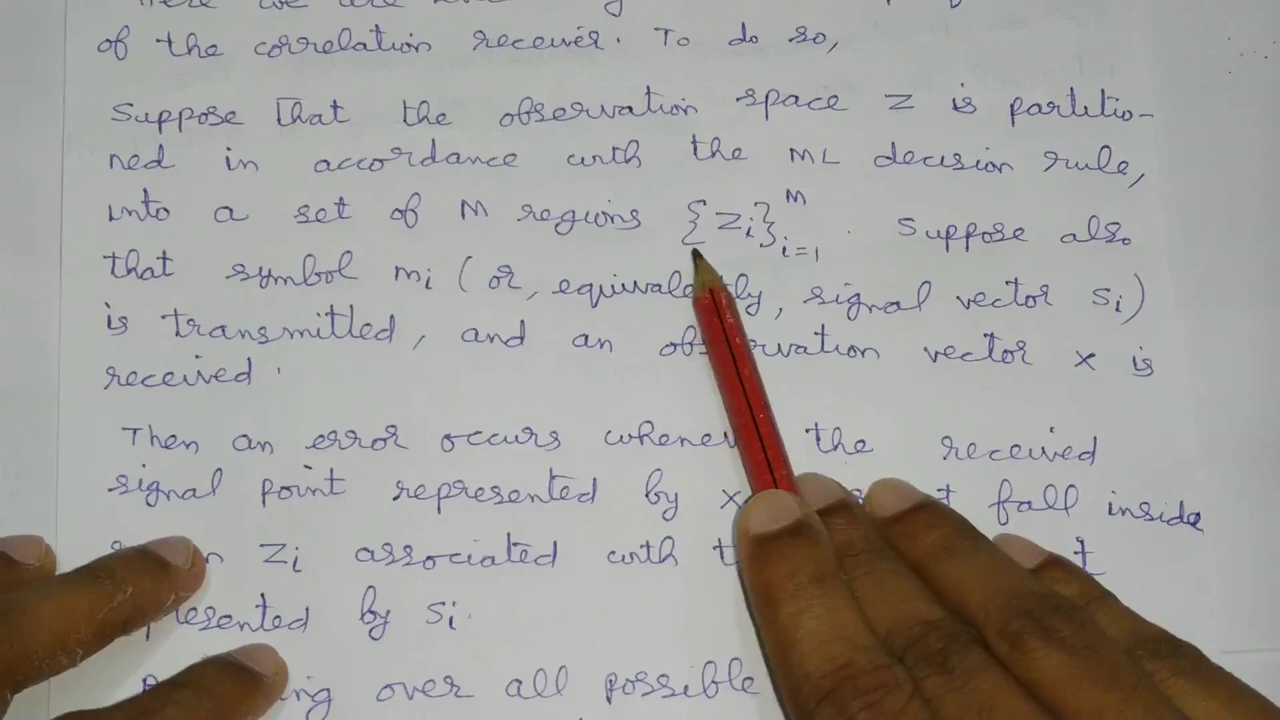 of the correlation receiver. To do so,
Suppose that the observation space Z is partitio-
ned in accordance with the ML decision rule,
into a set of M regions {Zi}ᴹi=1. Suppose also
that symbol mi (or, equivalently, signal vector si)
is transmitted, and an observation vector x is
received.
Then an error occurs whenever the received
signal point represented by x fall inside
Zi associated with
represented by si.
over all possible